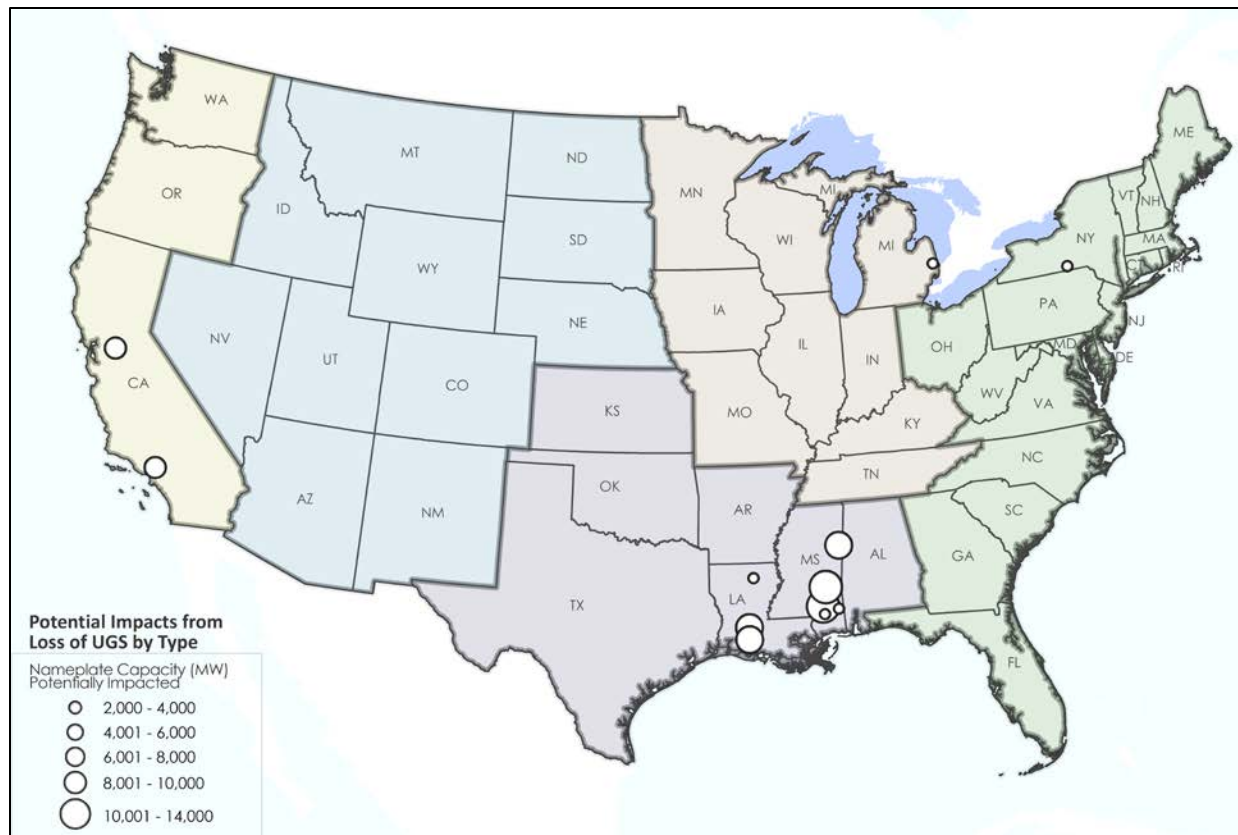 WA
ME
MT
ND
VT
MN
NH
OR
MI
ID
NY
SD
WI
MA
MI
WY
CT
RI
PA
IA
NE
NJ
NV
OH
IL
IN
MD
DE
UT
CA
CO
WV
VA
KS
MO
KY
NC
TN
OK
AZ
NM
AR
SC
MS
AL
GA
LA
TX
FL
Potential Impacts from
Loss of UGS by Type
Nameplate Capacity (MW)
Potentially Impacted
2,000 - 4,000
4,001 - 6,000
6,001 - 8,000
8,001 - 10,000
10,001 - 14,000